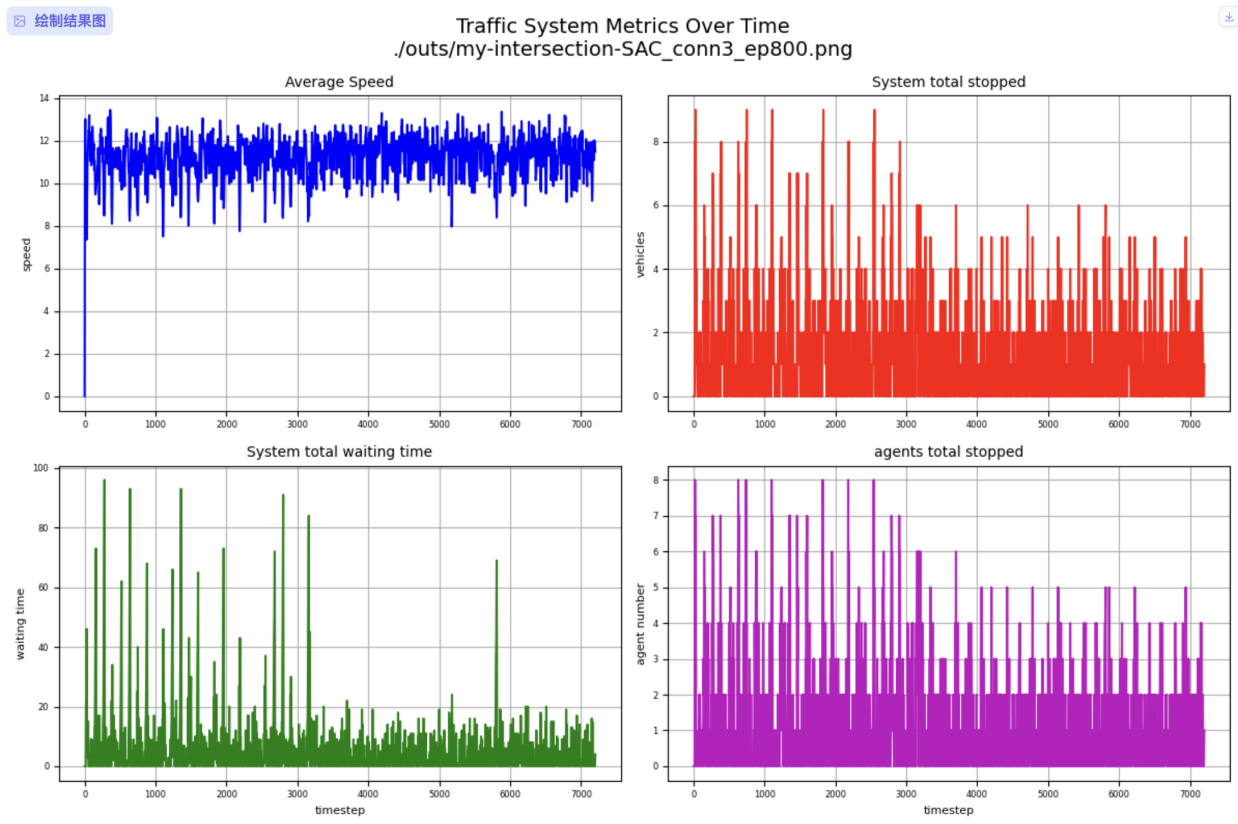 绘制结果图
Traffic System Metrics Over Time
./outs/my-intersection-SAC_conn3_ep800.png
Average Speed
14
12
10
8
6
4
2
0
speed
0 1000 2000 3000 4000 5000 6000 7000
System total stopped
8
6
4
2
0
vehicles
0 1000 2000 3000 4000 5000 6000 7000
System total waiting time
100
80
60
40
20
0
waiting time
0 1000 2000 3000 4000 5000 6000 7000
timestep
agents total stopped
8
7
6
5
4
3
2
1
0
agent number
0 1000 2000 3000 4000 5000 6000 7000
timestep